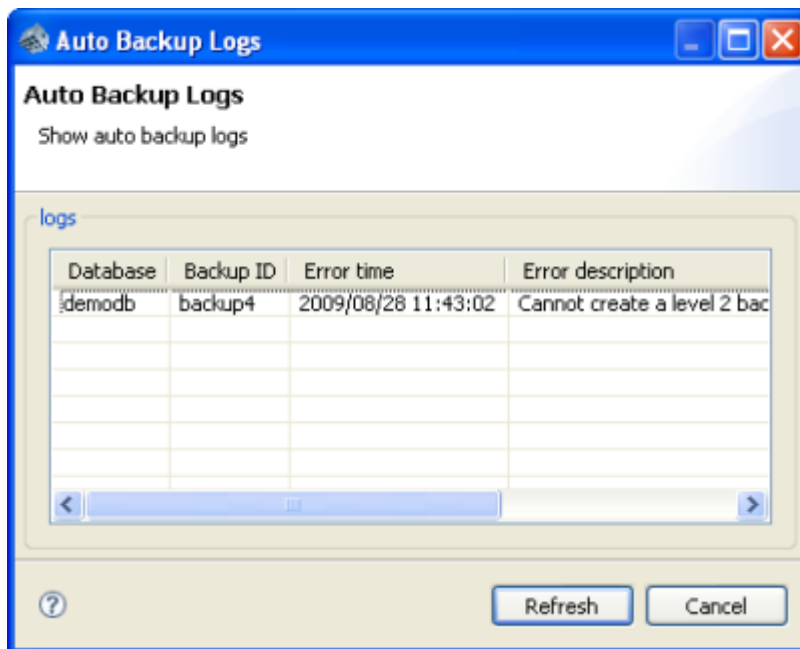 Auto Backup Logs
Auto Backup Logs
Show auto backup logs
logs
Database Backup ID Error time Error description
demodb backup4 2009/08/28 11:43:02 Cannot create a level 2 bac
?
Refresh Cancel